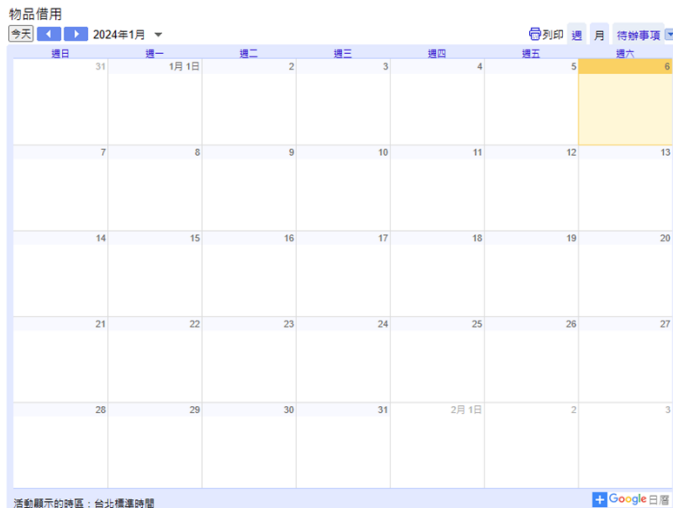 物品借用
今天 2024年1月 列印 週 月 待辦事項
週日 週一 週二 週三 週四 週五 週六
31 1月 1日 2 3 4 5 6
7 8 9 10 11 12 13
14 15 16 17 18 19 20
21 22 23 24 25 26 27
28 29 30 31 2月 1日 2 3
活動顯示的時區：台北標準時間 Google 日曆